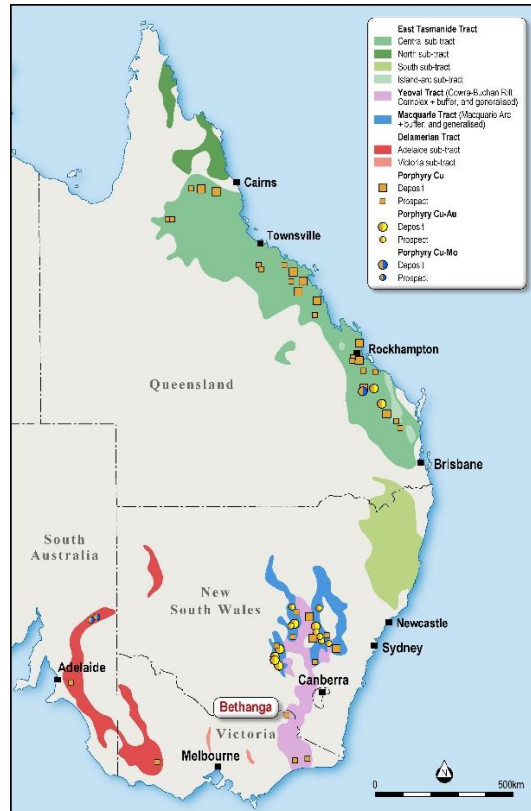 East Tasmanide Tract
Central sub-tract
North sub-tract
South sub-tract
Island-arc sub-tract
Yeoval Tract (Cowra-Buchan Rift
Complex + buffer, and generalised)
Macquarie Tract (Macquarie Arc
+ buffer, and generalised)
Delamerian Tract
Adelaide sub-tract
Victoria sub-tract
Porphyry Cu
Deposit
Prospect
Porphyry Cu-Au
Deposit
Prospect
Porphyry Cu-Mo
Deposit
Prospect
Cairns
Townsville
Rockhampton
Queensland
Brisbane
South
Australia
New
South Wales
Newcastle
Sydney
Adelaide
Canberra
Bethanga
Victoria
Melbourne
N
0 500km